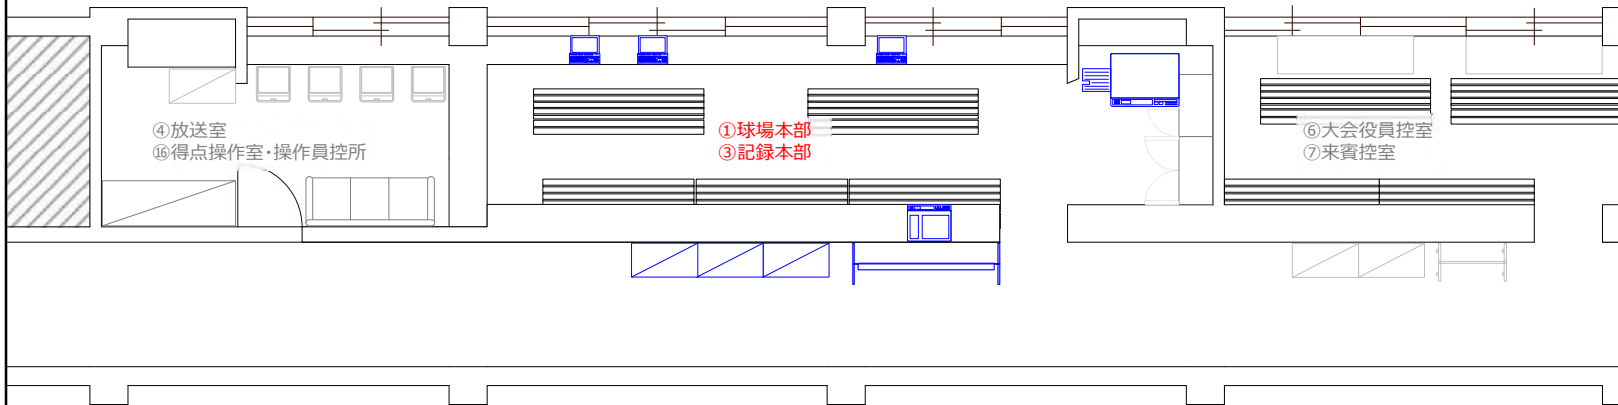 ④放送室
⑯得点操作室・操作員控所
①球場本部
③記録本部
⑥大会役員控室
⑦来賓控室